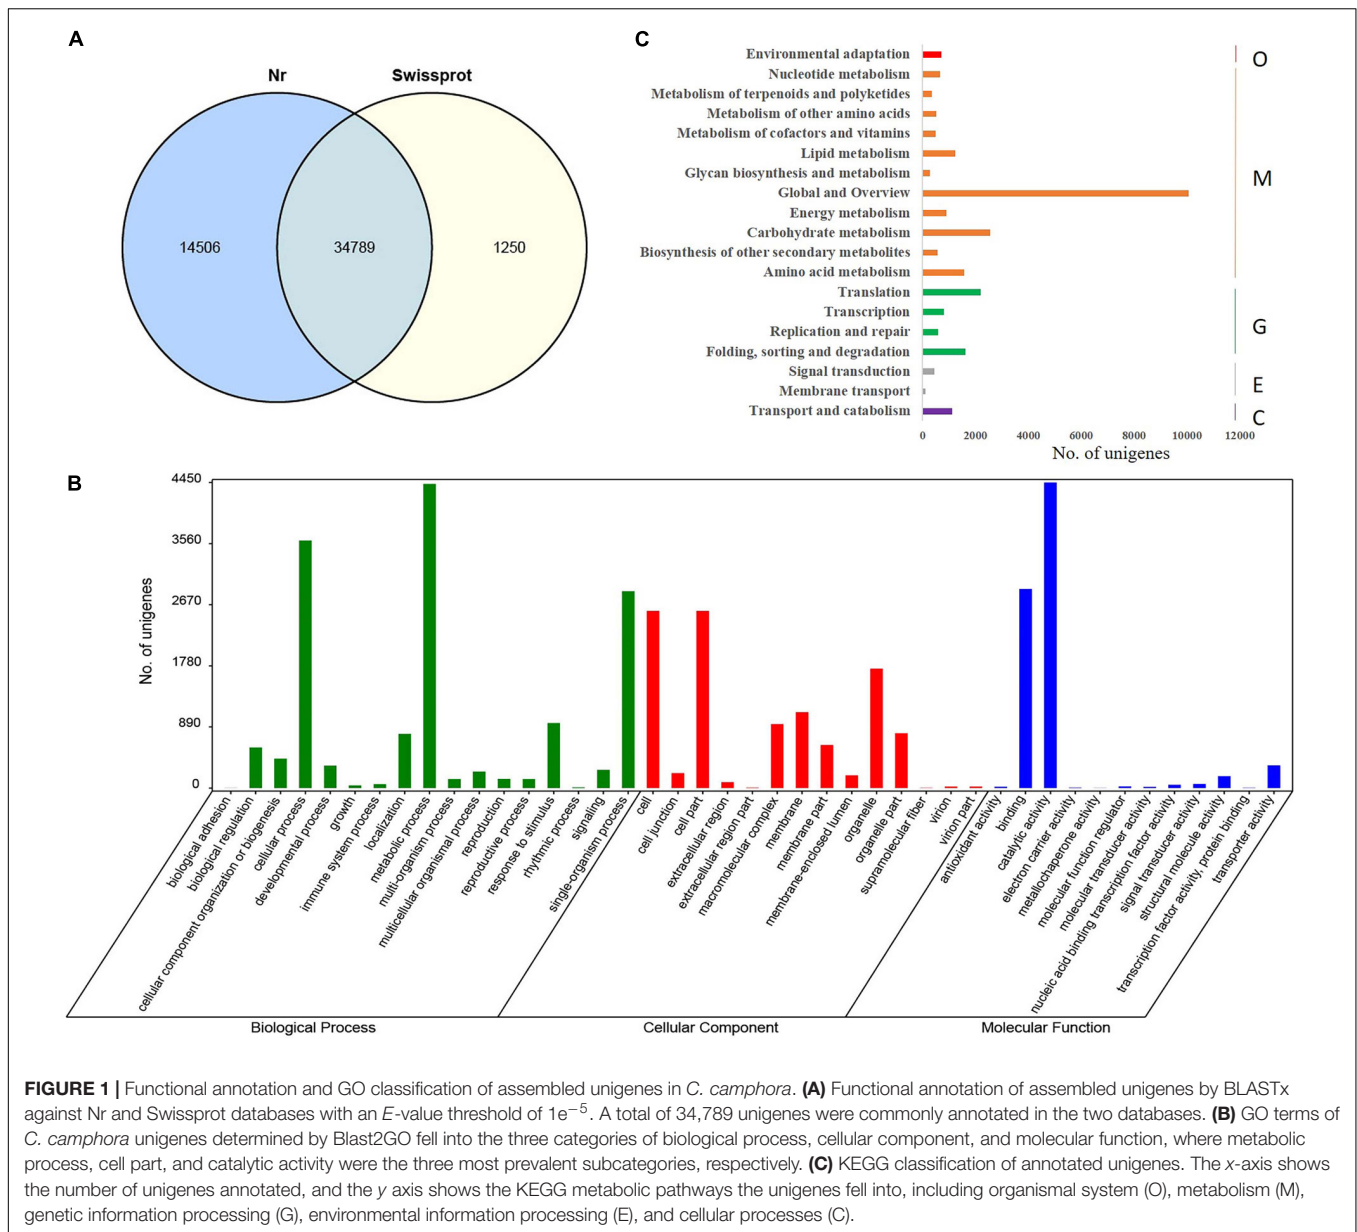 A
Nr
Swissprot
14506
34789
1250
C
Environmental adaptation
Nucleotide metabolism
Metabolism of terpenoids and polyketides
Metabolism of other amino acids
Metabolism of cofactors and vitamins
Lipid metabolism
Glycan biosynthesis and metabolism
Global and Overview
Energy metabolism
Carbohydrate metabolism
Biosynthesis of other secondary metabolites
Amino acid metabolism
Translation
Transcription
Replication and repair
Folding, sorting and degradation
Signal transduction
Membrane transport
Transport and catabolism
O
M
G
E
C
0 2000 4000 6000 8000 10000 12000
No. of unigenes
B
No. of unigenes
4450
3560
2670
1780
890
0
biological adhesion
biological regulation
cellular component organization or biogenesis
cellular process
developmental process
growth
immune system process
localization
metabolic process
multi-organism process
multicellular organismal process
reproduction
reproductive process
response to stimulus
rhythmic process
signaling
single-organism process
cell
cell junction
cell part
extracellular region
extracellular region part
macromolecular complex
membrane
membrane part
membrane-enclosed lumen
organelle
organelle part
supramolecular fiber
virion
virion part
antioxidant activity
binding
catalytic activity
electron carrier activity
metallochaperone activity
molecular function regulator
molecular transducer activity
nucleic acid binding transcription factor activity
signal transducer activity
structural molecule activity
transcription factor activity, protein binding
transporter activity
Biological Process
Cellular Component
Molecular Function
FIGURE 1 | Functional annotation and GO classification of assembled unigenes in C. camphora. (A) Functional annotation of assembled unigenes by BLASTx
against Nr and Swissprot databases with an E-value threshold of 1e−5. A total of 34,789 unigenes were commonly annotated in the two databases. (B) GO terms of
C. camphora unigenes determined by Blast2GO fell into the three categories of biological process, cellular component, and molecular function, where metabolic
process, cell part, and catalytic activity were the three most prevalent subcategories, respectively. (C) KEGG classification of annotated unigenes. The x-axis shows
the number of unigenes annotated, and the y axis shows the KEGG metabolic pathways the unigenes fell into, including organismal system (O), metabolism (M),
genetic information processing (G), environmental information processing (E), and cellular processes (C).